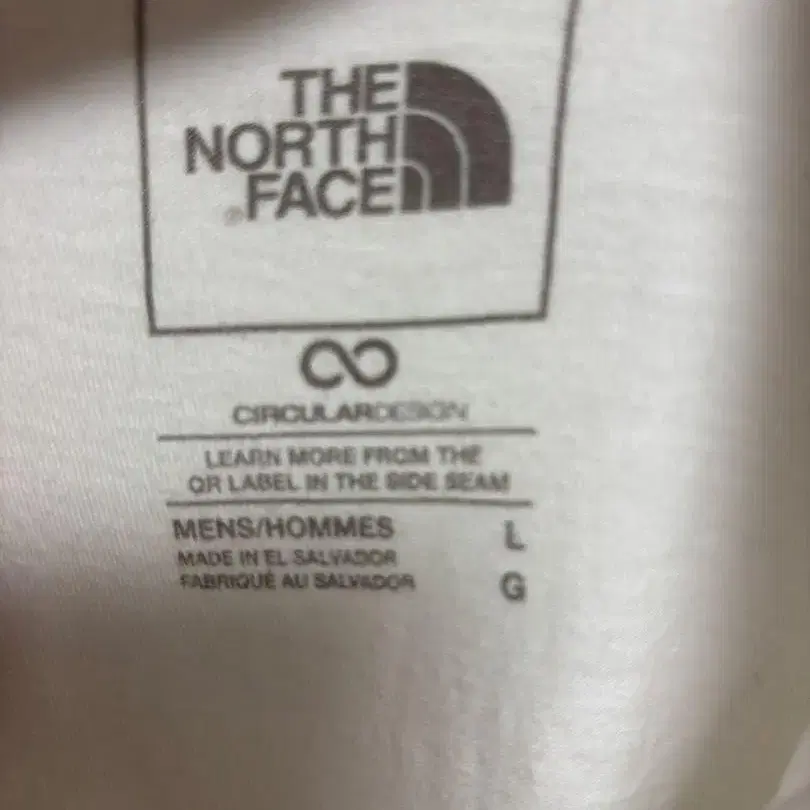 THE
NORTH
FACE
CIRCULARDESIGN
LEARN MORE FROM THE
QR LABEL IN THE SIDE SEAM
MENS/HOMMES L
MADE IN EL SALVADOR
FABRIQUÉ AU SALVADOR G